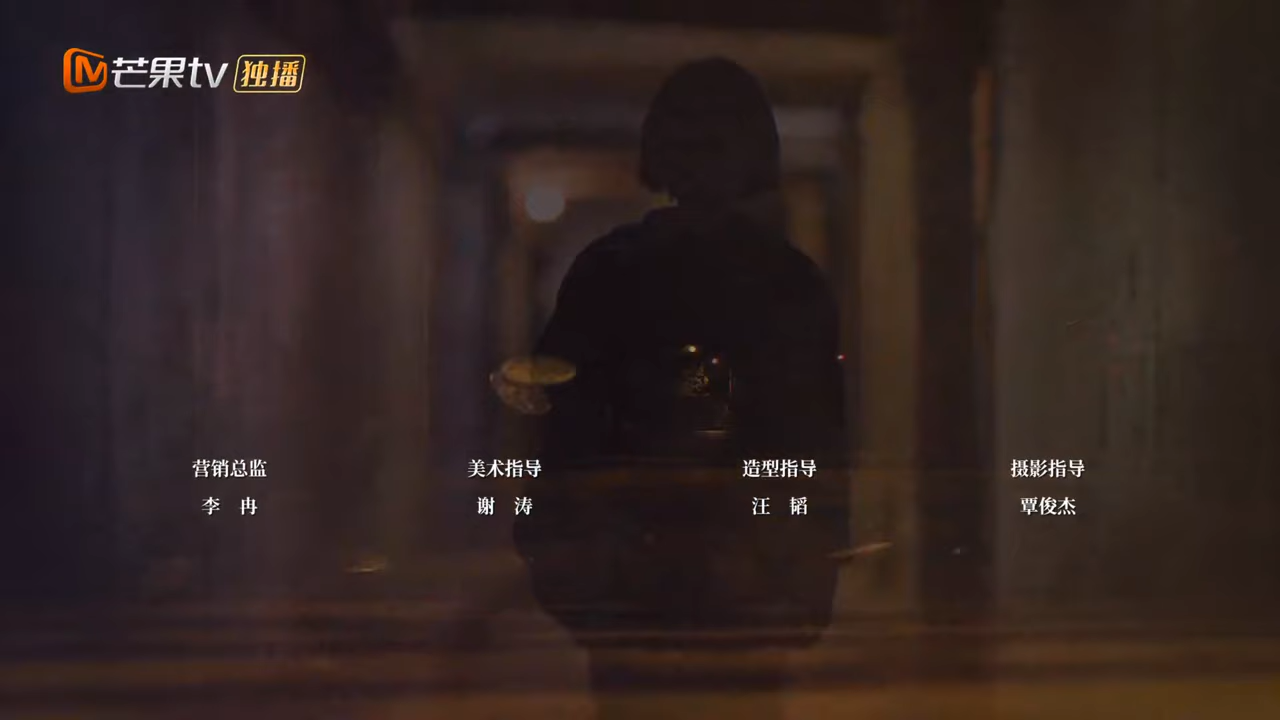 芒果tv 独播
营销总监 美术指导 造型指导 摄影指导
李 冉 谢 涛 汪 韬 覃俊杰